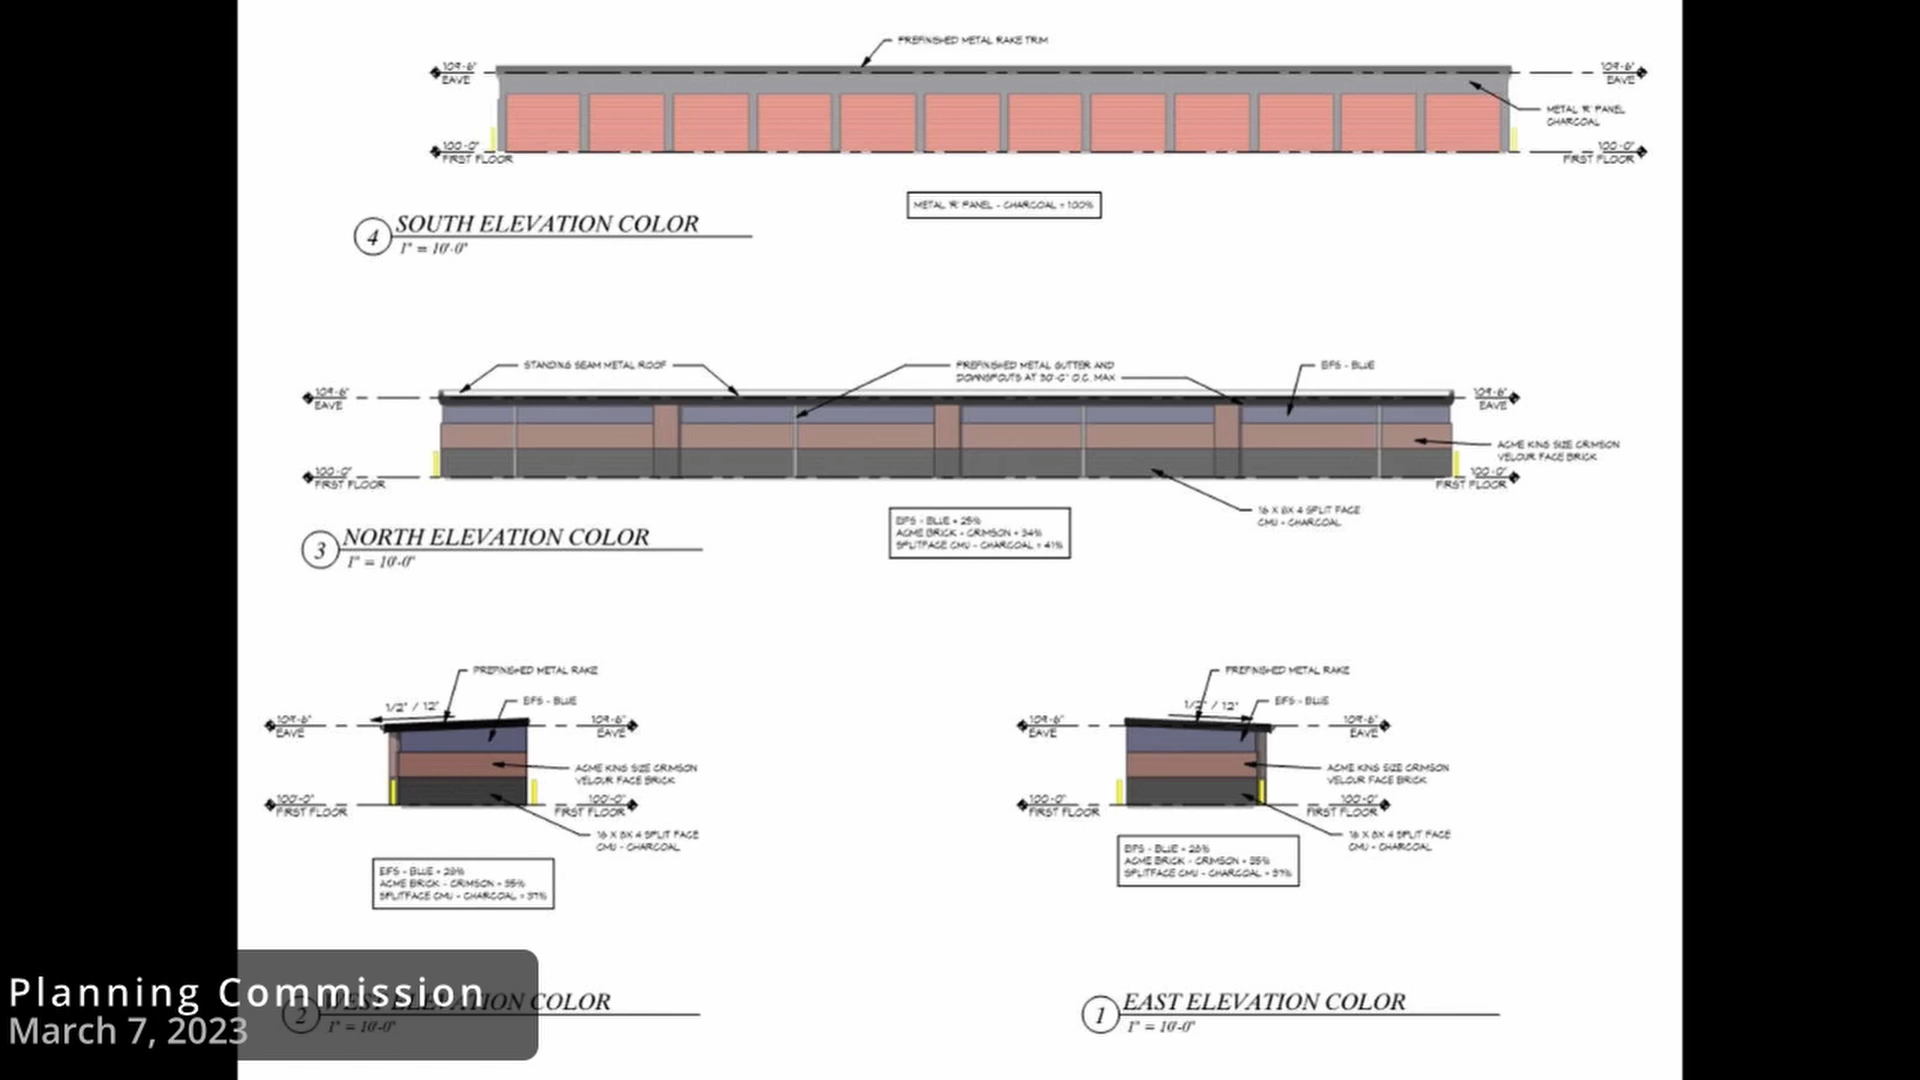 PREFINISHED METAL RAKE TRIM
109'-6"
EAVE
109'-6"
EAVE
METAL 'R' PANEL
CHARCOAL
100'-0"
FIRST FLOOR
100'-0"
FIRST FLOOR
METAL 'R' PANEL - CHARCOAL = 100%
4
SOUTH ELEVATION COLOR
1" = 10'-0"
STANDING SEAM METAL ROOF
PREFINISHED METAL GUTTER AND
DOWNSPOUTS AT 30'-0" O.C. MAX
EIFS - BLUE
109'-6"
EAVE
109'-6"
EAVE
ACME KING SIZE CRIMSON
VELOUR FACE BRICK
100'-0"
FIRST FLOOR
100'-0"
FIRST FLOOR
16 X 8X 4 SPLIT FACE
CMU - CHARCOAL
EIFS - BLUE = 25%
ACME BRICK - CRIMSON = 34%
SPLITFACE CMU - CHARCOAL = 41%
3
NORTH ELEVATION COLOR
1" = 10'-0"
PREFINISHED METAL RAKE
EIFS - BLUE
1/2" / 12"
109'-6"
EAVE
109'-6"
EAVE
ACME KING SIZE CRIMSON
VELOUR FACE BRICK
100'-0"
FIRST FLOOR
100'-0"
FIRST FLOOR
16 X 8X 4 SPLIT FACE
CMU - CHARCOAL
EIFS - BLUE = 28%
ACME BRICK - CRIMSON = 35%
SPLITFACE CMU - CHARCOAL = 37%
2
WEST ELEVATION COLOR
1" = 10'-0"
PREFINISHED METAL RAKE
EIFS - BLUE
1/2" / 12"
109'-6"
EAVE
109'-6"
EAVE
ACME KING SIZE CRIMSON
VELOUR FACE BRICK
100'-0"
FIRST FLOOR
100'-0"
FIRST FLOOR
16 X 8X 4 SPLIT FACE
CMU - CHARCOAL
EIFS - BLUE = 28%
ACME BRICK - CRIMSON = 35%
SPLITFACE CMU - CHARCOAL = 37%
1
EAST ELEVATION COLOR
1" = 10'-0"
Planning Commission
March 7, 2023